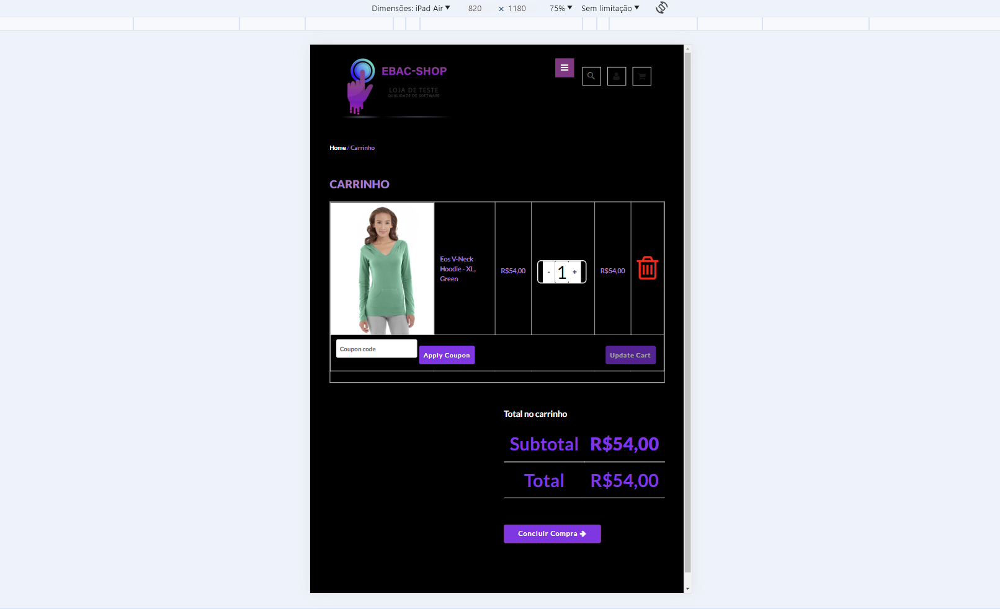 Dimensões: iPad Air 820 × 1180 75% Sem limitação
EBAC-SHOP
LOJA DE TESTE
QUALIDADE DE SOFTWARE
Home / Carrinho
CARRINHO
Eos V-Neck
Hoodie - XL,
Green
R$54,00
- 1 +
R$54,00
Coupon code
Apply Coupon
Update Cart
Total no carrinho
Subtotal R$54,00
Total R$54,00
Concluir Compra